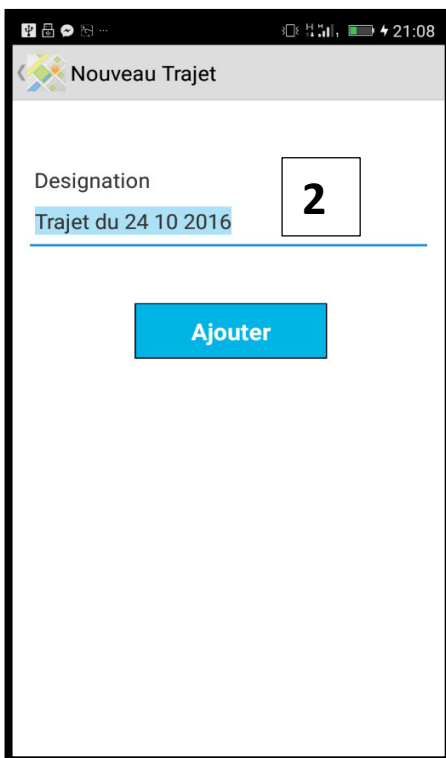 21:08
Nouveau Trajet
Designation
2
Trajet du 24 10 2016
Ajouter